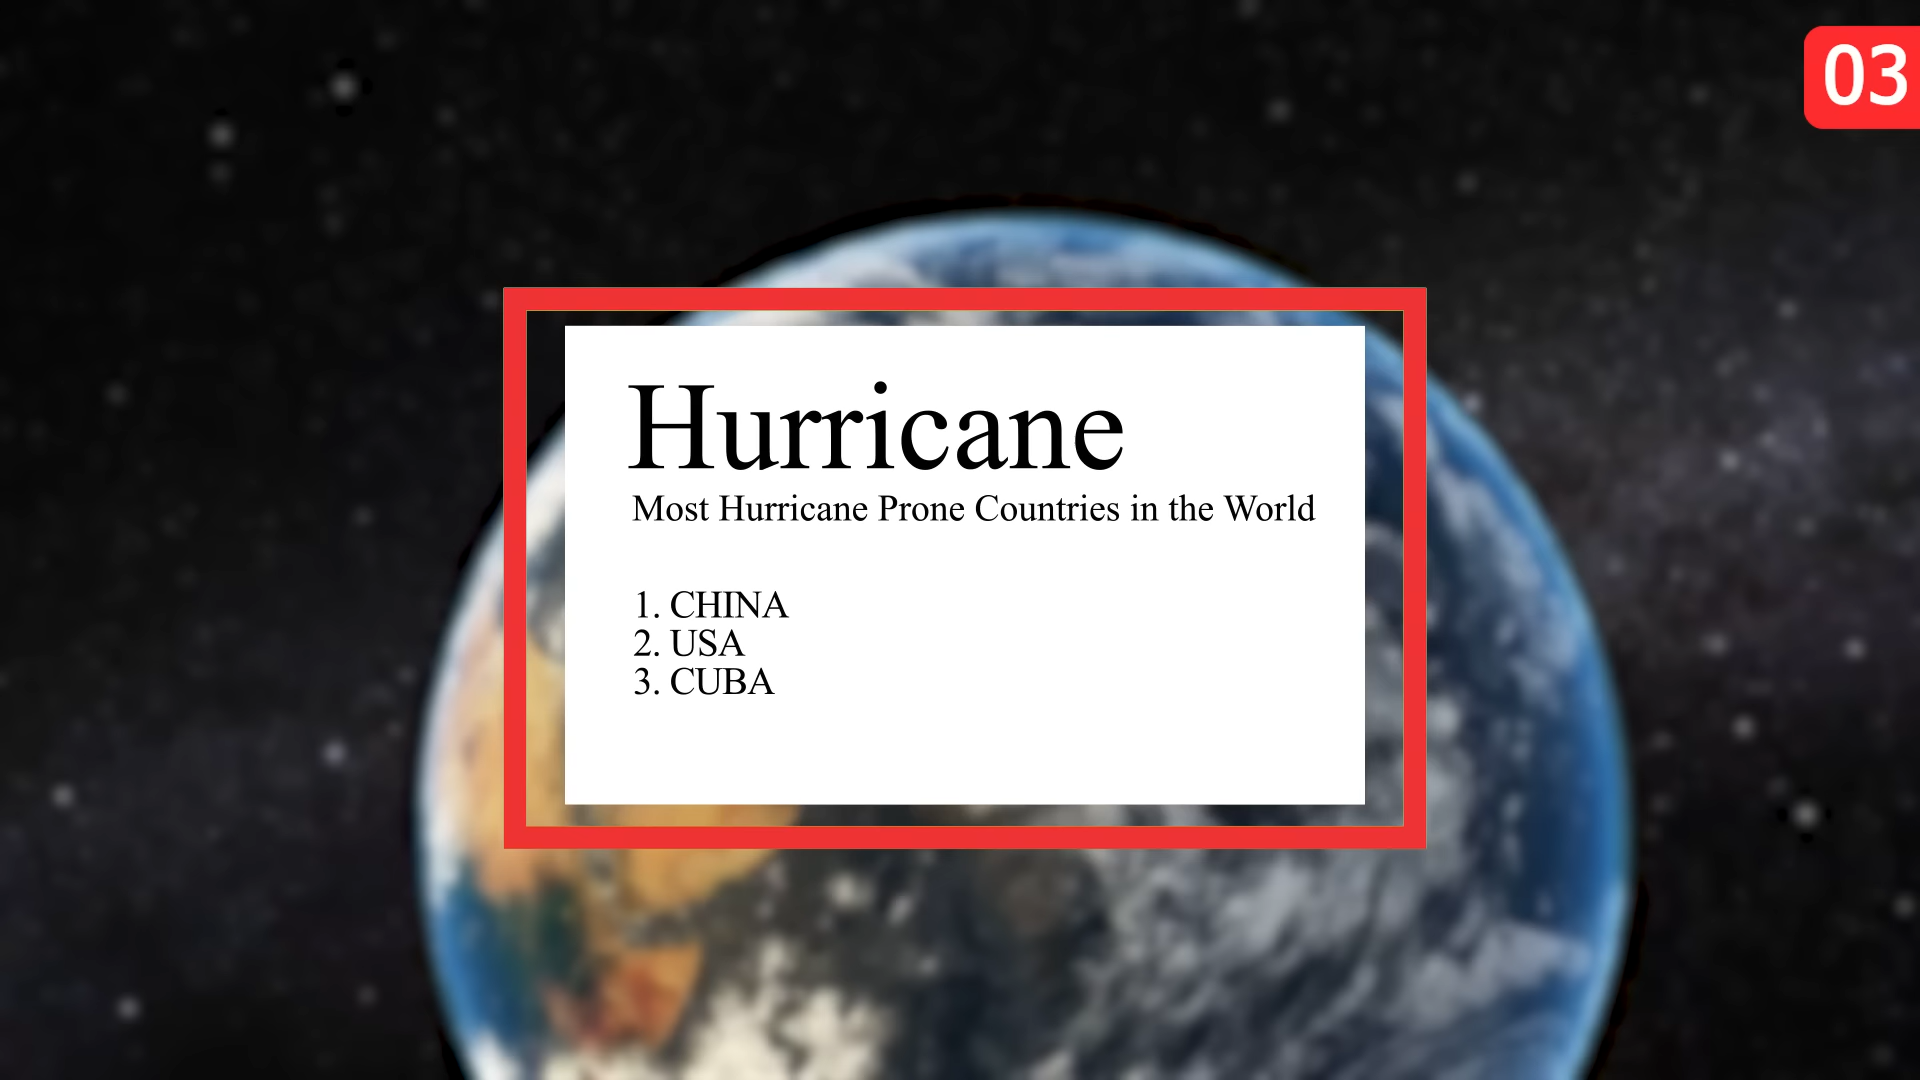 03
Hurricane
Most Hurricane Prone Countries in the World
1. CHINA
2. USA
3. CUBA